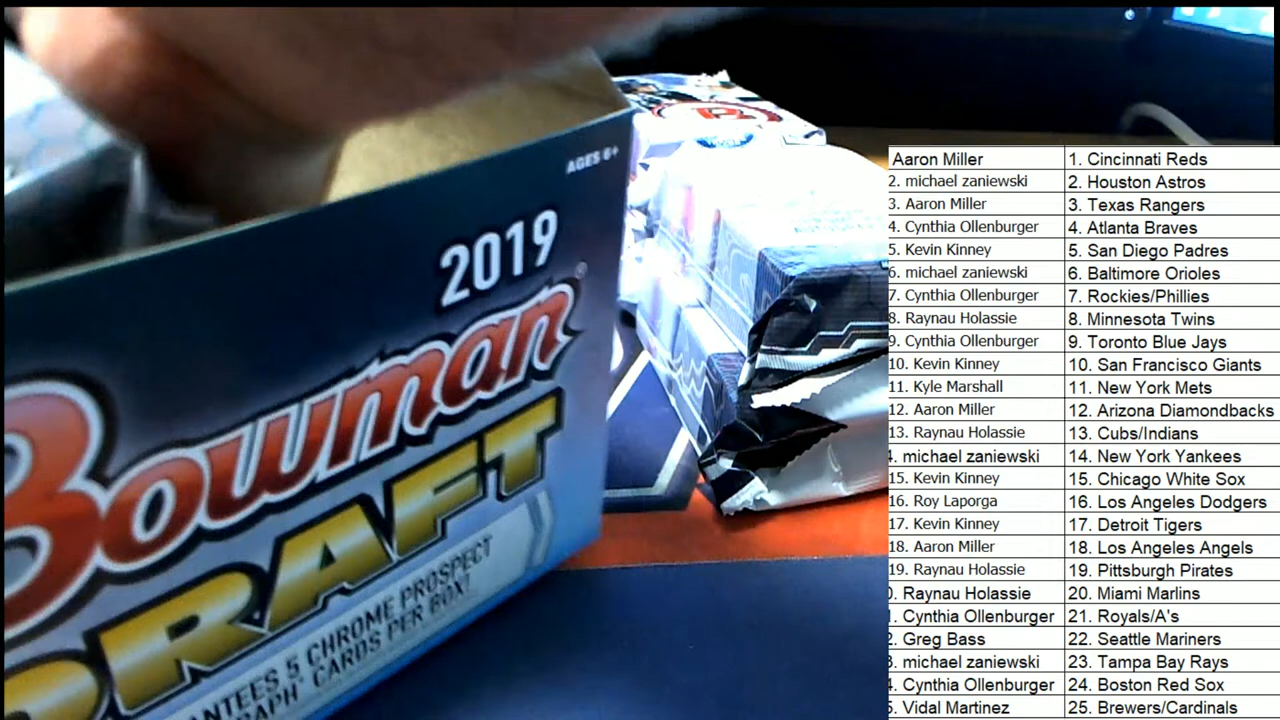 AGES 6+
2019
Bowman
DRAFT
5 CHROME PROSPECT
CARDS PER BOX!
Aaron Miller 1. Cincinnati Reds
2. michael zaniewski 2. Houston Astros
3. Aaron Miller 3. Texas Rangers
4. Cynthia Ollenburger 4. Atlanta Braves
5. Kevin Kinney 5. San Diego Padres
6. michael zaniewski 6. Baltimore Orioles
7. Cynthia Ollenburger 7. Rockies/Phillies
8. Raynau Holassie 8. Minnesota Twins
9. Cynthia Ollenburger 9. Toronto Blue Jays
10. Kevin Kinney 10. San Francisco Giants
11. Kyle Marshall 11. New York Mets
12. Aaron Miller 12. Arizona Diamondbacks
13. Raynau Holassie 13. Cubs/Indians
. michael zaniewski 14. New York Yankees
15. Kevin Kinney 15. Chicago White Sox
16. Roy Laporga 16. Los Angeles Dodgers
17. Kevin Kinney 17. Detroit Tigers
18. Aaron Miller 18. Los Angeles Angels
19. Raynau Holassie 19. Pittsburgh Pirates
. Raynau Holassie 20. Miami Marlins
. Cynthia Ollenburger 21. Royals/A's
. Greg Bass 22. Seattle Mariners
. michael zaniewski 23. Tampa Bay Rays
. Cynthia Ollenburger 24. Boston Red Sox
. Vidal Martinez 25. Brewers/Cardinals